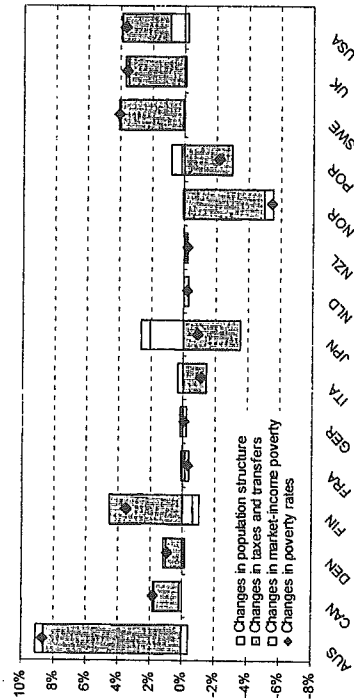 10%
8%
6%
4%
2%
0%
-2%
-4%
-6%
-8%
Changes in population structure
Changes in taxes and transfers
Changes in market-income poverty
Changes in poverty rates
AUS CAN DEN FIN FRA GER ITA JPN NLD NZL NOR POR SWE UK USA